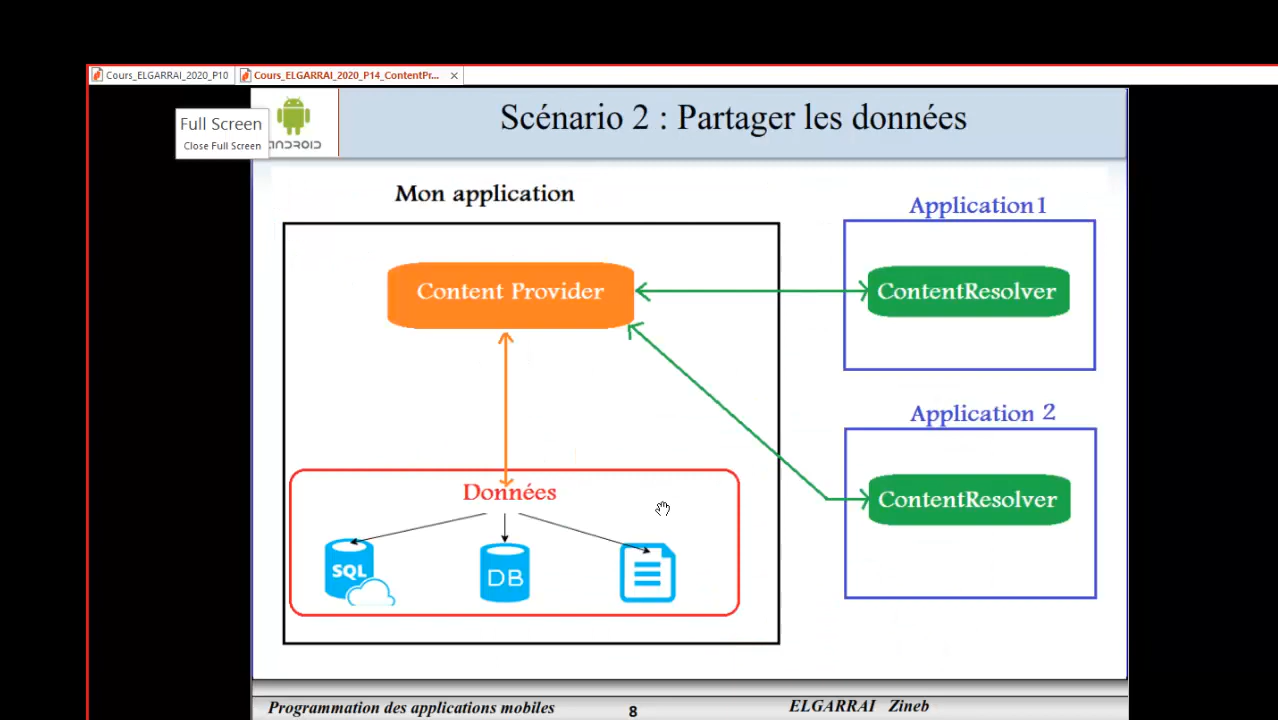 Cours_ELGARRAI_2020_P10
Cours_ELGARRAI_2020_P14_ContentPr...
Full Screen
Close Full Screen
ANDROID
Scénario 2 : Partager les données
Mon application
Content Provider
Données
SQL
DB
Application1
ContentResolver
Application 2
ContentResolver
Programmation des applications mobiles
8
ELGARRAI Zineb